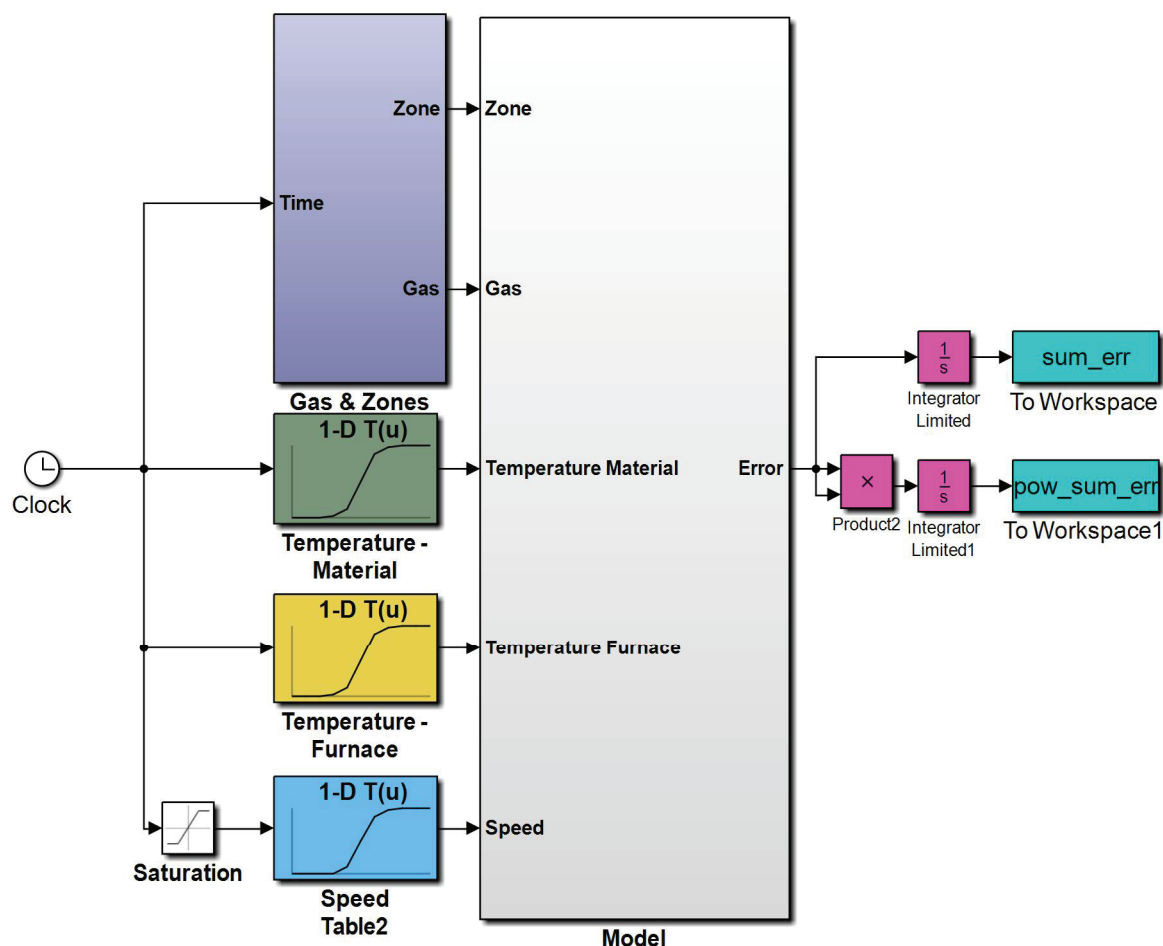 Zone
Zone
Time
Gas
Gas
Gas & Zones
1-D T(u)
Temperature -
Material
Temperature Material
Clock
1-D T(u)
Temperature -
Furnace
Temperature Furnace
Saturation
1-D T(u)
Speed
Table2
Speed
Model
Error
1
s
Integrator
Limited
sum_err
To Workspace
×
Product2
1
s
Integrator
Limited1
pow_sum_err
To Workspace1